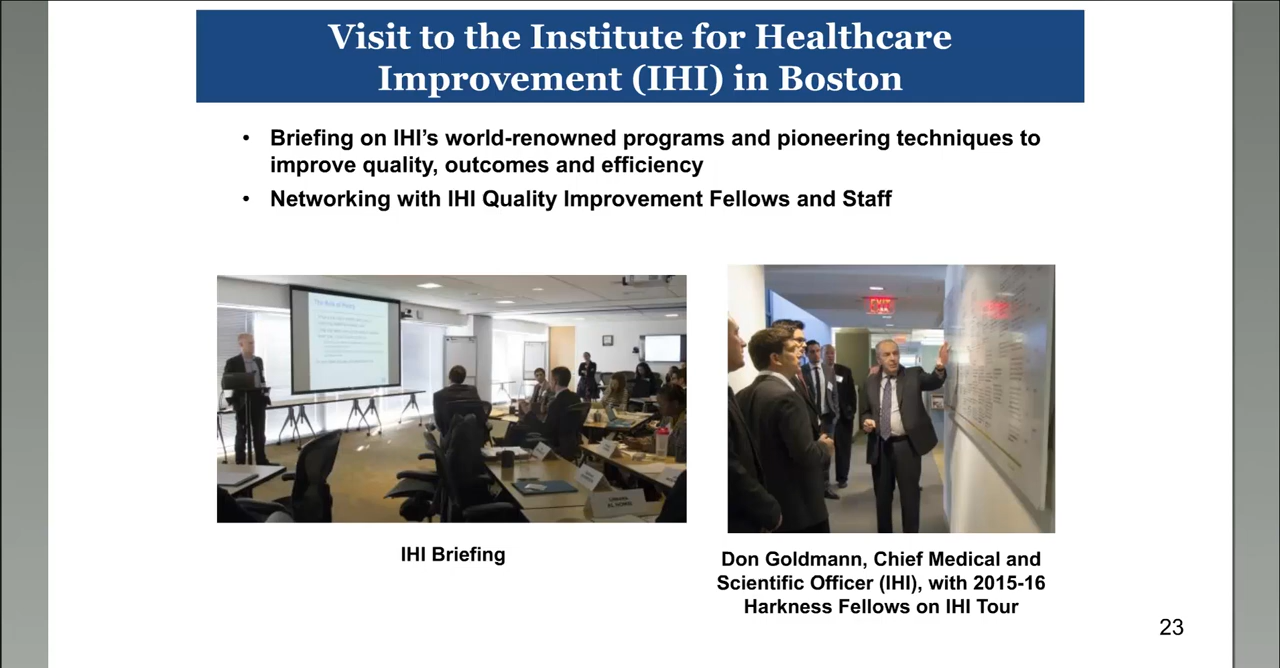 Visit to the Institute for Healthcare
Improvement (IHI) in Boston
• Briefing on IHI’s world-renowned programs and pioneering techniques to
improve quality, outcomes and efficiency
• Networking with IHI Quality Improvement Fellows and Staff
EXIT
IHI Briefing
Don Goldmann, Chief Medical and
Scientific Officer (IHI), with 2015-16
Harkness Fellows on IHI Tour
23